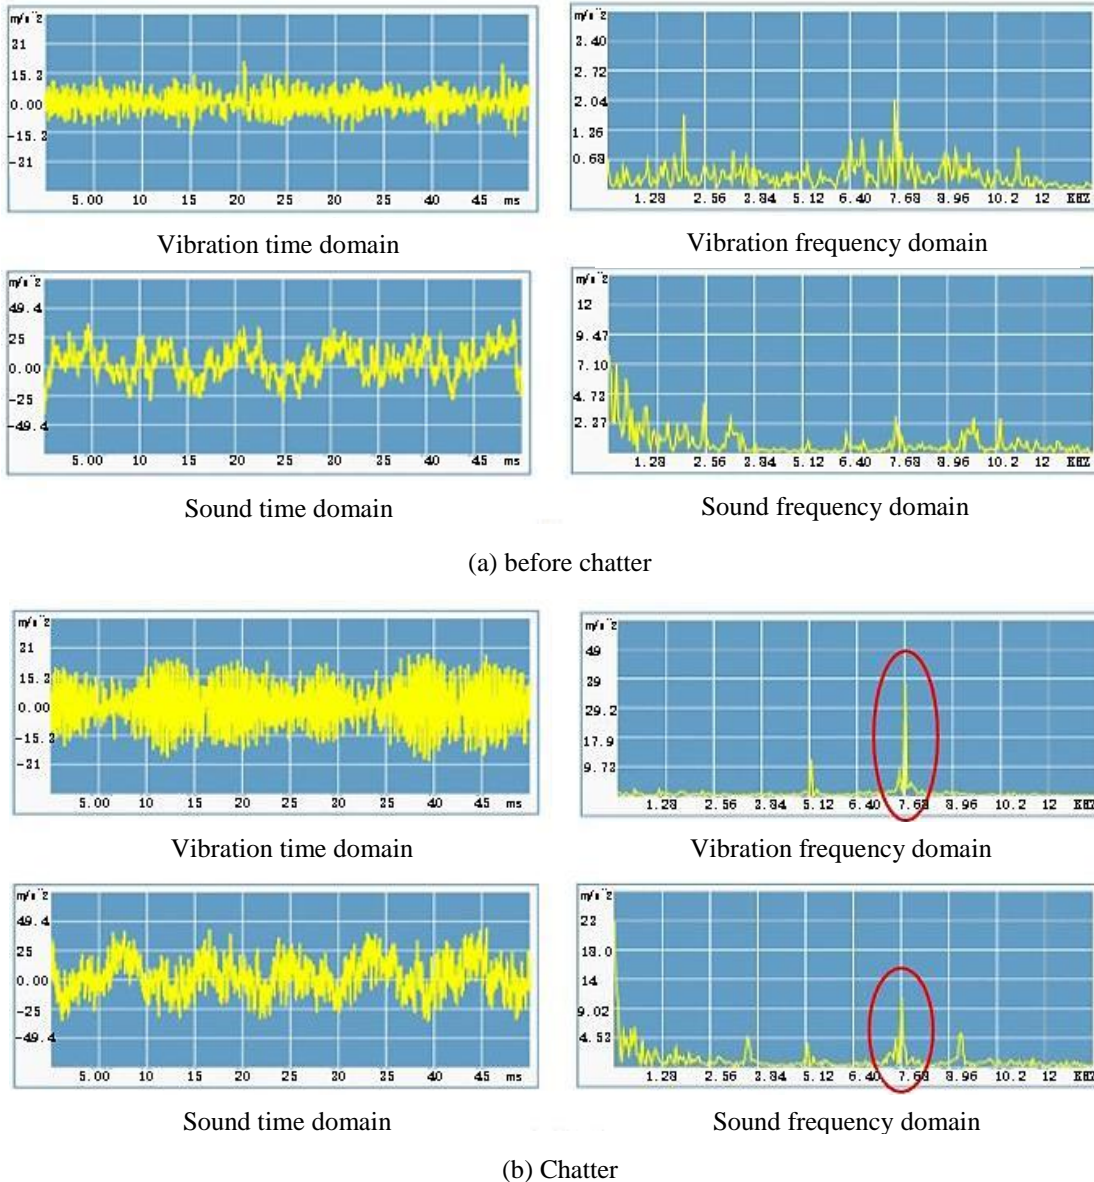 m/s^2
21
15.2
0.00
-15.2
-21
5.00 10 15 20 25 20 25 40 45 ms
Vibration time domain
m/s^2
3.40
2.72
2.04
1.26
0.68
1.28 2.56 3.84 5.12 6.40 7.68 8.96 10.2 12 KHZ
Vibration frequency domain
m/s^2
49.4
25
0.00
-25
-49.4
5.00 10 15 20 25 20 25 40 45 ms
Sound time domain
m/s^2
12
9.47
7.10
4.73
2.37
1.28 2.56 3.84 5.12 6.40 7.68 8.96 10.2 12 KHZ
Sound frequency domain
(a) before chatter
m/s^2
21
15.2
0.00
-15.2
-21
5.00 10 15 20 25 20 25 40 45 ms
Vibration time domain
m/s^2
49
39
29.2
17.9
9.73
1.28 2.56 3.84 5.12 6.40 7.68 8.96 10.2 12 KHZ
Vibration frequency domain
m/s^2
49.4
25
0.00
-25
-49.4
5.00 10 15 20 25 20 25 40 45 ms
Sound time domain
m/s^2
22
18.0
14
9.02
4.53
1.28 2.56 3.84 5.12 6.40 7.68 8.96 10.2 12 KHZ
Sound frequency domain
(b) Chatter